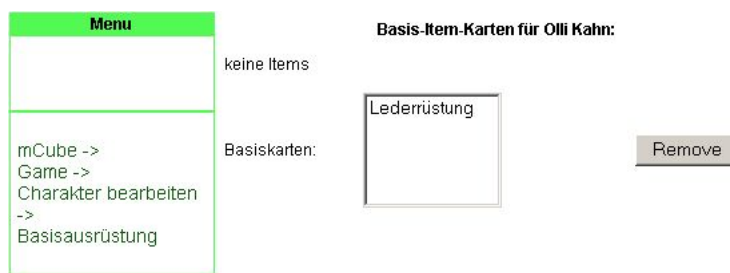 Menu
Basis-Item-Karten für Olli Kahn:
keine Items
Lederrüstung
mCube ->
Game ->
Charakter bearbeiten
->
Basisausrüstung
Basiskarten:
Remove